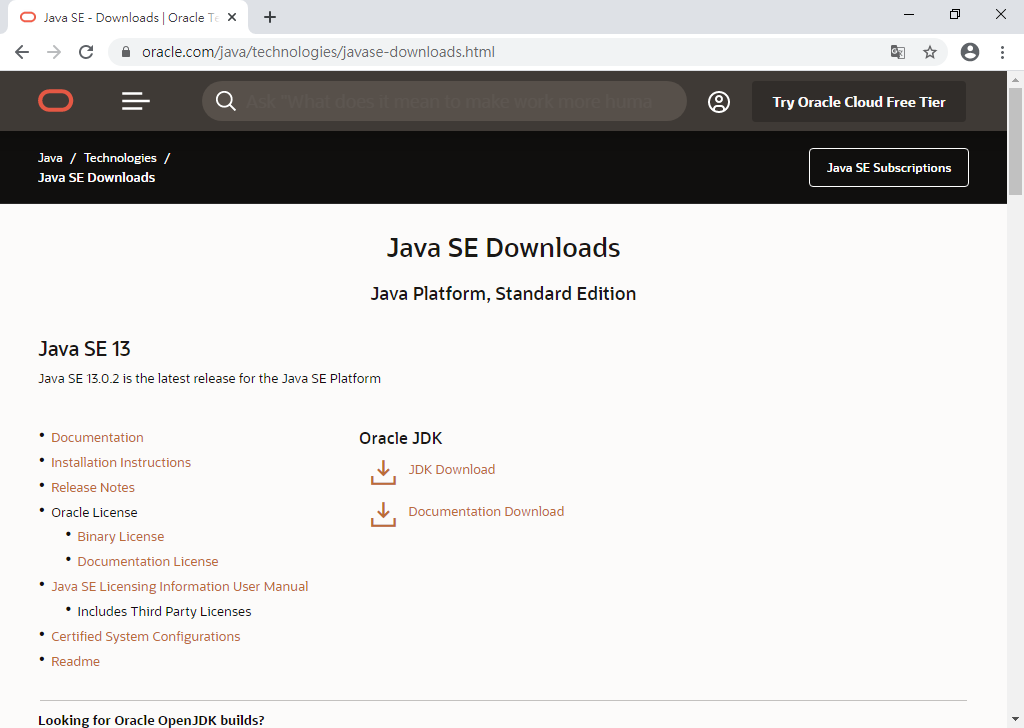 Java SE - Downloads | Oracle Te
oracle.com/java/technologies/javase-downloads.html
Ask "What does it mean to make work more huma
Try Oracle Cloud Free Tier
Java / Technologies /
Java SE Downloads
Java SE Subscriptions
Java SE Downloads
Java Platform, Standard Edition
Java SE 13
Java SE 13.0.2 is the latest release for the Java SE Platform
• Documentation
• Installation Instructions
• Release Notes
• Oracle License
• Binary License
• Documentation License
• Java SE Licensing Information User Manual
• Includes Third Party Licenses
• Certified System Configurations
• Readme
Oracle JDK
JDK Download
Documentation Download
Looking for Oracle OpenJDK builds?